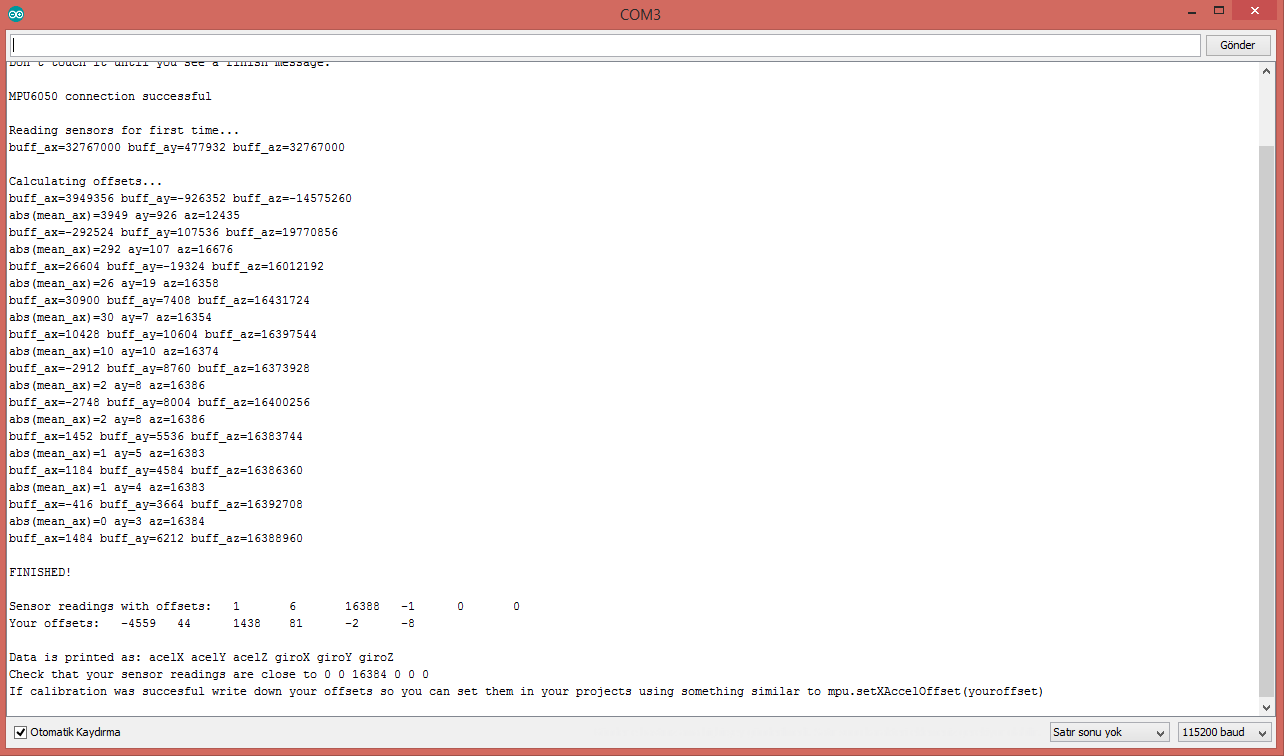 COM3
Gönder
Don't touch it until you see a finish message.
MPU6050 connection successful
Reading sensors for first time...
buff_ax=32767000 buff_ay=477932 buff_az=32767000
Calculating offsets...
buff_ax=3949356 buff_ay=-926352 buff_az=-14575260
abs(mean_ax)=3949 ay=926 az=12435
buff_ax=-292524 buff_ay=107536 buff_az=19770856
abs(mean_ax)=292 ay=107 az=16676
buff_ax=26604 buff_ay=-19324 buff_az=16012192
abs(mean_ax)=26 ay=19 az=16358
buff_ax=30900 buff_ay=7408 buff_az=16431724
abs(mean_ax)=30 ay=7 az=16354
buff_ax=10428 buff_ay=10604 buff_az=16397544
abs(mean_ax)=10 ay=10 az=16374
buff_ax=-2912 buff_ay=8760 buff_az=16373928
abs(mean_ax)=2 ay=8 az=16386
buff_ax=-2748 buff_ay=8004 buff_az=16400256
abs(mean_ax)=2 ay=8 az=16386
buff_ax=1452 buff_ay=5536 buff_az=16383744
abs(mean_ax)=1 ay=5 az=16383
buff_ax=1184 buff_ay=4584 buff_az=16386360
abs(mean_ax)=1 ay=4 az=16383
buff_ax=-416 buff_ay=3664 buff_az=16392708
abs(mean_ax)=0 ay=3 az=16384
buff_ax=1484 buff_ay=6212 buff_az=16388960
FINISHED!
Sensor readings with offsets: 1 6 16388 -1 0 0
Your offsets: -4559 44 1438 81 -2 -8
Data is printed as: acelX acelY acelZ giroX giroY giroZ
Check that your sensor readings are close to 0 0 16384 0 0 0
If calibration was succesful write down your offsets so you can set them in your projects using something similar to mpu.setXAccelOffset(youroffset)
Otomatik Kaydırma
Satır sonu yok
115200 baud